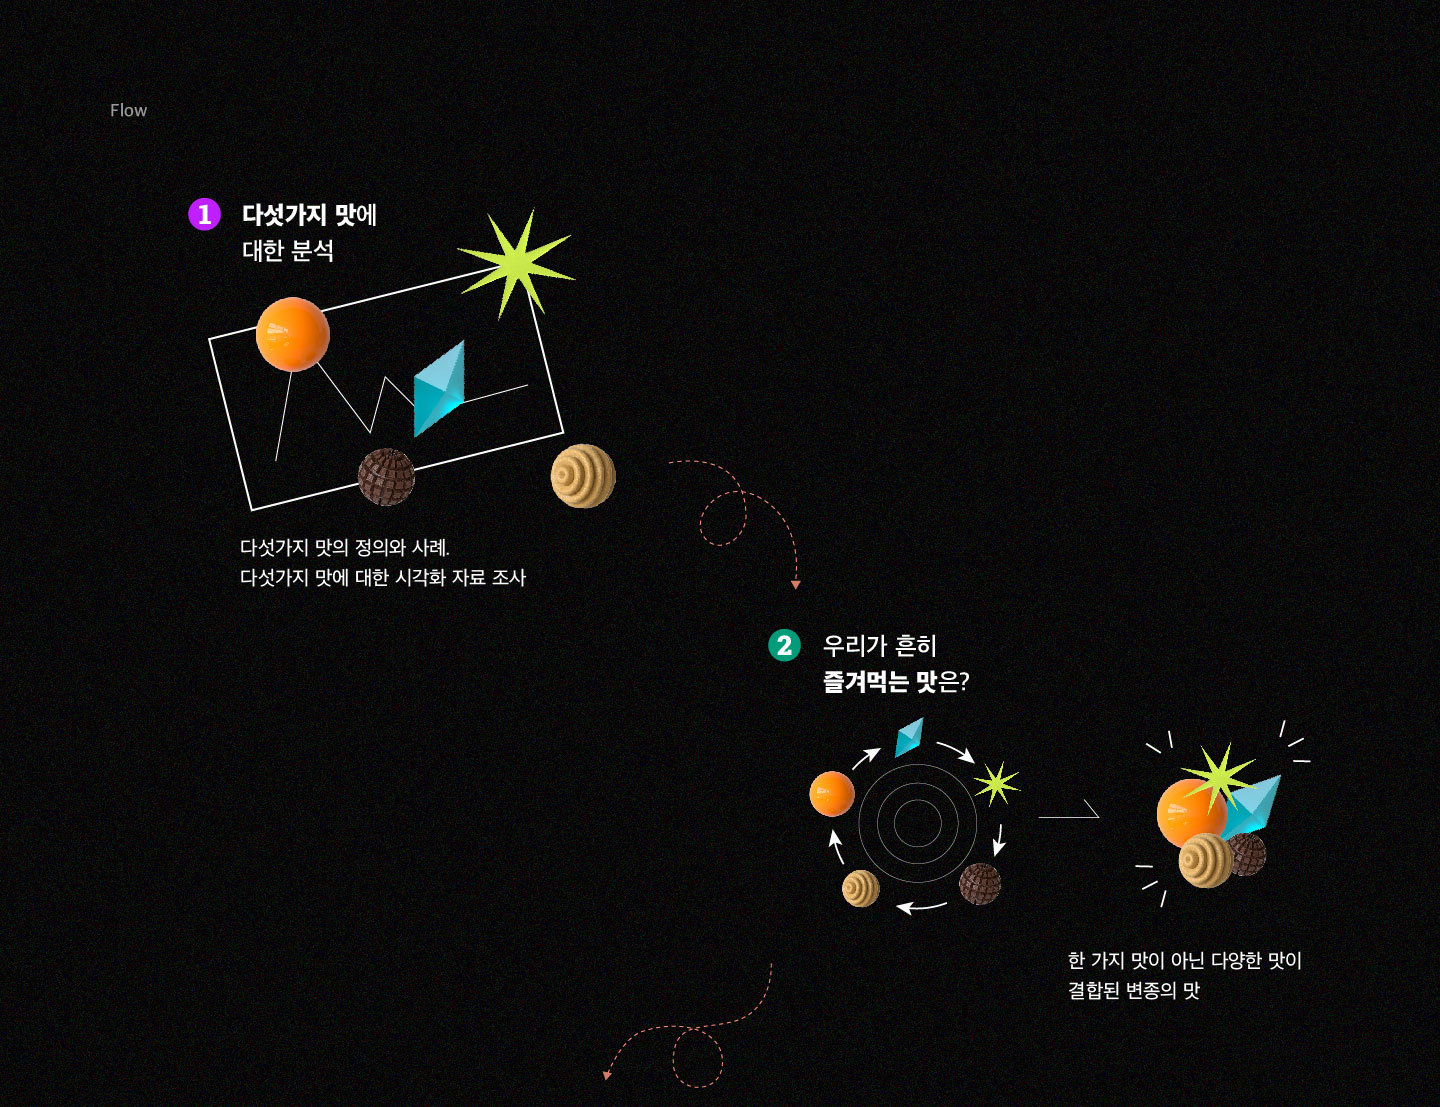 Flow
1 다섯가지 맛에
대한 분석
다섯가지 맛의 정의와 사례.
다섯가지 맛에 대한 시각화 자료 조사
2 우리가 흔히
즐겨먹는 맛은?
한 가지 맛이 아닌 다양한 맛이
결합된 변종의 맛